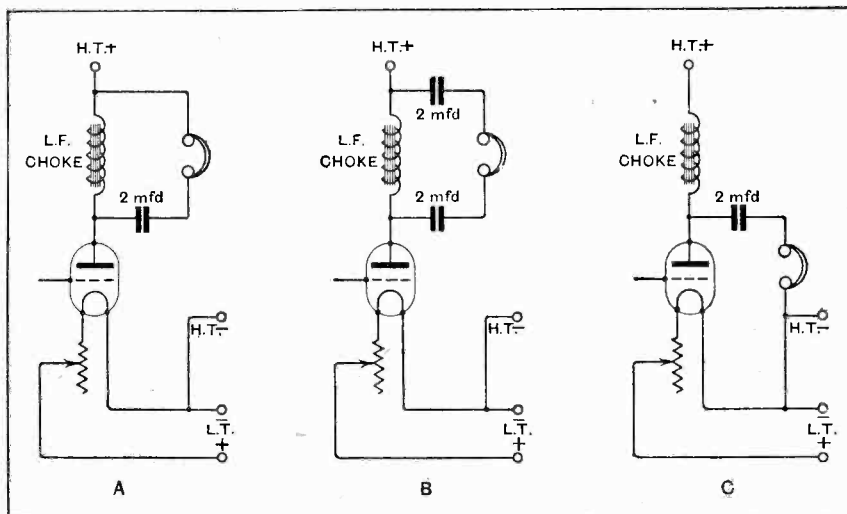 H.T.+
L.F.
CHOKE
2 mfd
H.T.-
L.T.
-
+
A
H.T.+
2 mfd
L.F.
CHOKE
2 mfd
H.T.-
L.T.
-
+
B
H.T.+
L.F.
CHOKE
2 mfd
H.T.-
L.T.
-
+
C